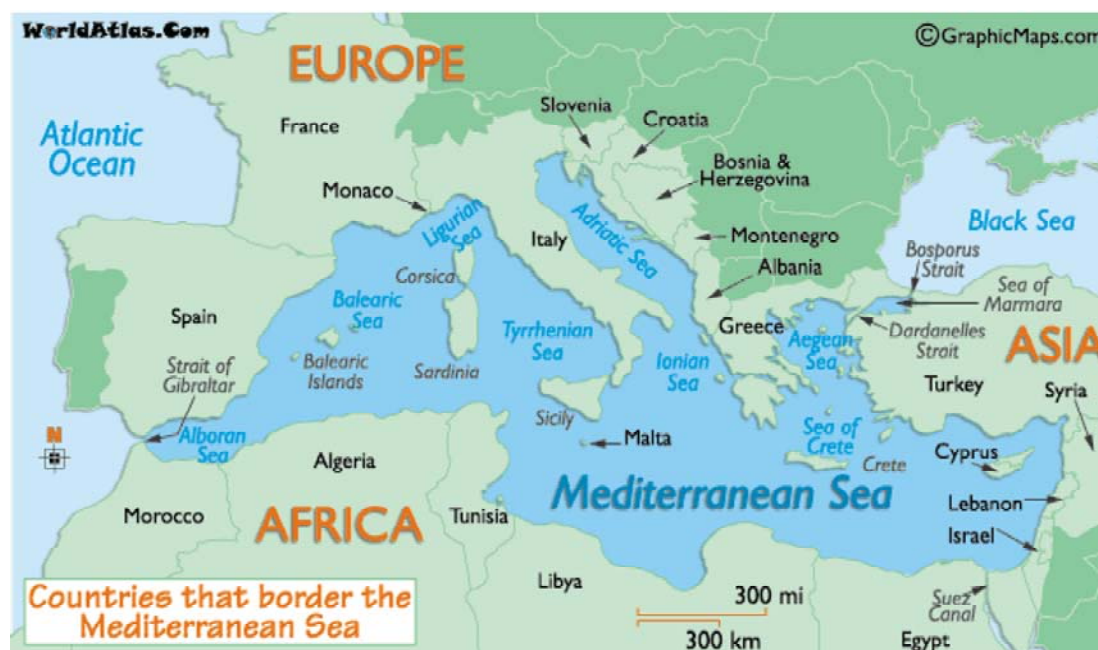 WorldAtlas.Com
©GraphicMaps.com
EUROPE
Atlantic
Ocean
France
Slovenia
Croatia
Bosnia &
Herzegovina
Monaco
Ligurian
Sea
Italy
Adriatic Sea
Montenegro
Albania
Black Sea
Bosporus
Strait
Sea of
Marmara
Corsica
Balearic
Sea
Spain
Tyrrhenian
Sea
Greece
Aegean
Sea
Dardanelles
Strait
ASIA
Strait of
Gibraltar
Balearic
Islands
Sardinia
Ionian
Sea
Turkey
Syria
N
Alboran
Sea
Algeria
Sicily
Malta
Sea of
Crete
Crete
Cyprus
Mediterranean Sea
Lebanon
Morocco
AFRICA
Tunisia
Israel
Libya
300 mi
300 km
Suez
Canal
Egypt
Countries that border the
Mediterranean Sea